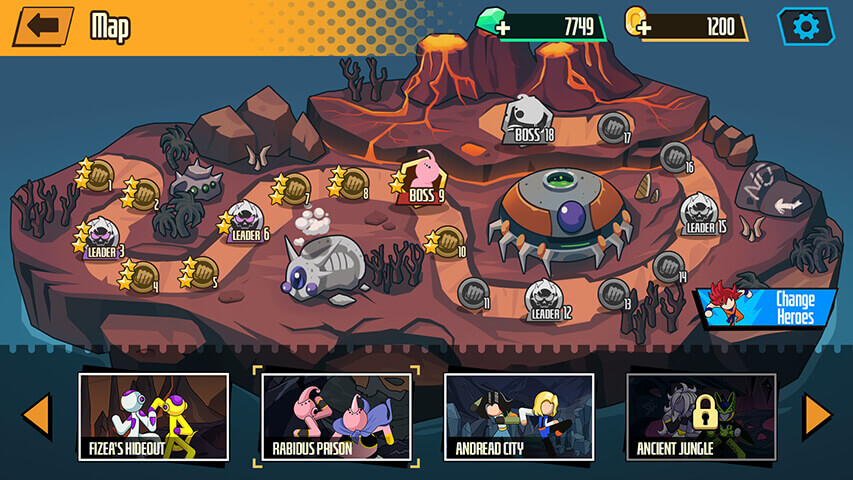 Map
7749
1200
BOSS 18
17
16
1
2
7
8
BOSS 9
LEADER 3
LEADER 6
LEADER 15
10
4
5
14
11
LEADER 12
13
Change
Heroes
FIZEA'S HIDEOUT
RABIDUS PRISON
ANDREAD CITY
ANCIENT JUNGLE